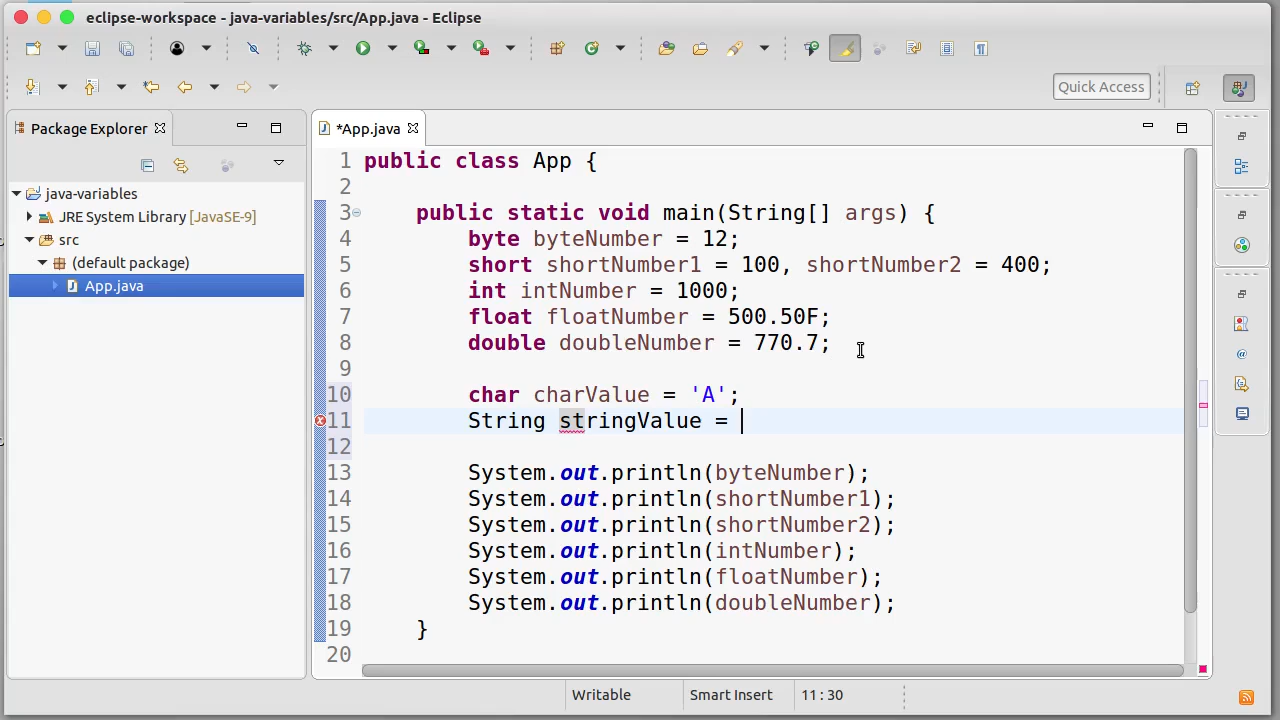 eclipse-workspace - java-variables/src/App.java - Eclipse
Quick Access
Package Explorer
*App.java
java-variables
JRE System Library [JavaSE-9]
src
(default package)
App.java
1 public class App {
2
3 public static void main(String[] args) {
4 byte byteNumber = 12;
5 short shortNumber1 = 100, shortNumber2 = 400;
6 int intNumber = 1000;
7 float floatNumber = 500.50F;
8 double doubleNumber = 770.7;
9
10 char charValue = 'A';
11 String stringValue =
12
13 System.out.println(byteNumber);
14 System.out.println(shortNumber1);
15 System.out.println(shortNumber2);
16 System.out.println(intNumber);
17 System.out.println(floatNumber);
18 System.out.println(doubleNumber);
19 }
20
Writable
Smart Insert
11 : 30